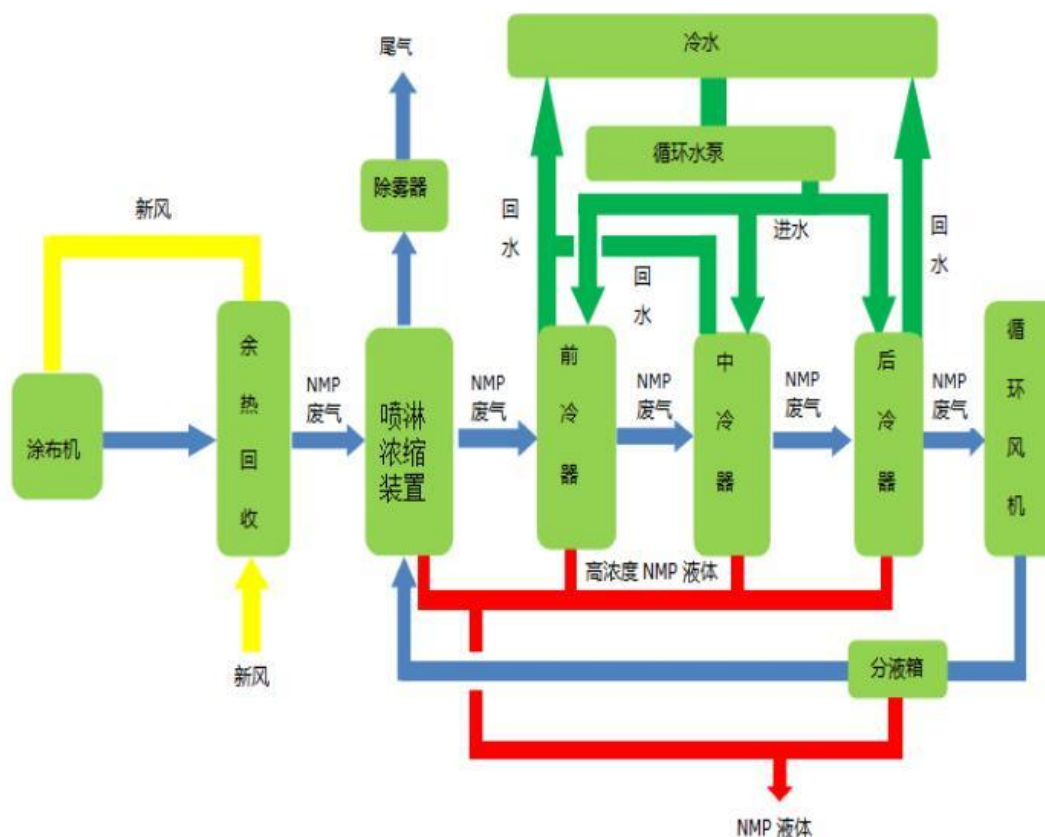 冷水
尾气
循环水泵
除雾器
新风
回
水
进水
回
水
回
水
涂布机
余
热
回
收
NMP
废气
喷淋
浓缩
装置
NMP
废气
前
冷
器
NMP
废气
中
冷
器
NMP
废气
后
冷
器
NMP
废气
循
环
风
机
高浓度 NMP 液体
新风
分液箱
NMP 液体